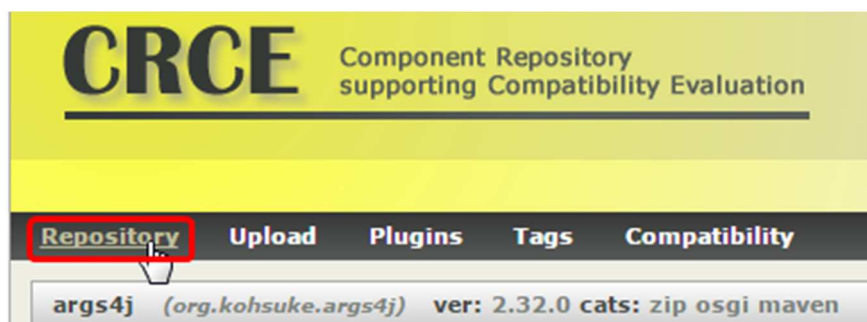 CRCE
Component Repository
supporting Compatibility Evaluation
Repository Upload Plugins Tags Compatibility
args4j (org.kohsuke.args4j) ver: 2.32.0 cats: zip osgi maven